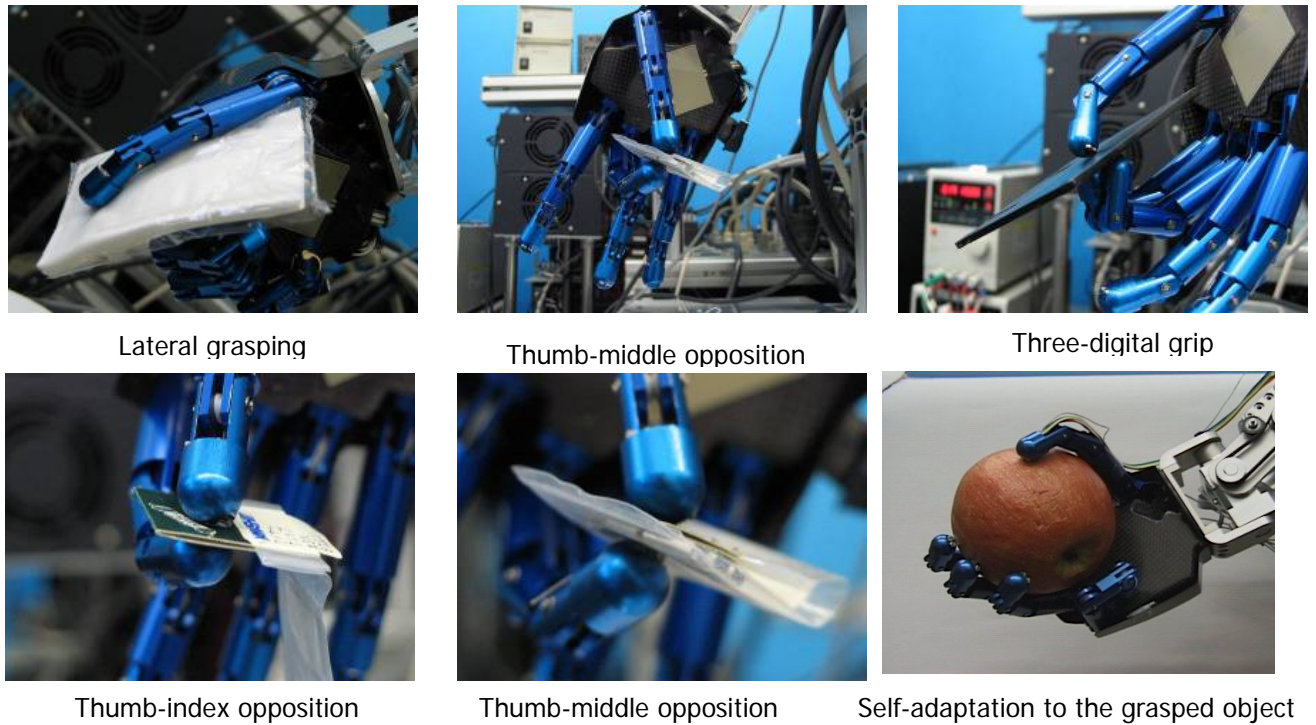 Lateral grasping
Thumb-middle opposition
Three-digital grip
Thumb-index opposition
Thumb-middle opposition
Self-adaptation to the grasped object